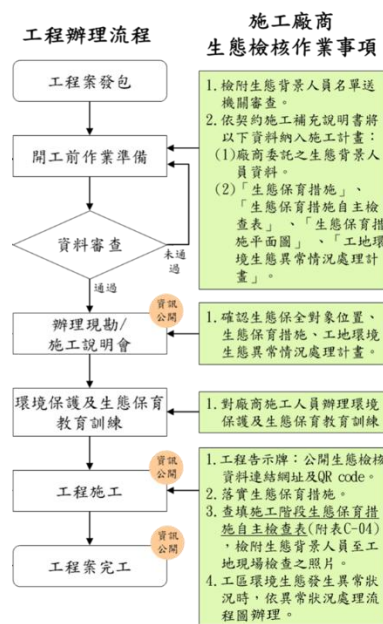 工程辦理流程
施工廠商
生態檢核作業事項
工程案發包
開工前作業準備
資料審查
未通
過
通過
辦理現勘/
施工說明會
資訊
公開
環境保護及生態保育
教育訓練
資訊
公開
工程施工
資訊
公開
工程案完工
1.檢附生態背景人員名單送
機關審查。
2.依契約施工補充說明書將
以下資料納入施工計畫：
(1)廠商委託之生態背景人
員資料。
(2)「生態保育措施」、
「生態保育措施自主檢
查表」、「生態保育措
施平面圖」、「工地環
境生態異常情況處理計
畫」。
1.確認生態保全對象位置、
生態保育措施、工地環境
生態異常情況處理計畫。
1.對廠商施工人員辦理環境
保護及生態保育教育訓練
1.工程告示牌：公開生態檢核
資料連結網址及QR code。
2.落實生態保育措施。
3.查填施工階段生態保育措
施自主檢查表(附表C-04)
，檢附生態背景人員至工
地現場檢查之照片。
4.工區環境生態發生異常狀
況時、依異常狀況處理流
程圖辦理。